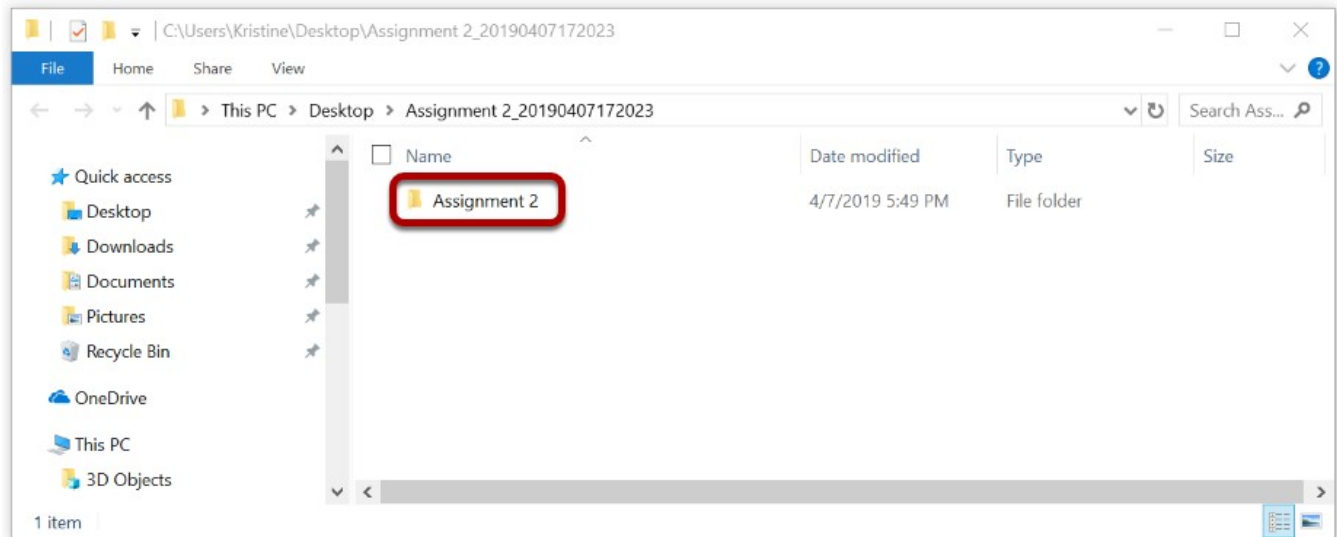 C:\Users\Kristine\Desktop\Assignment 2_20190407172023
File Home Share View
This PC > Desktop > Assignment 2_20190407172023
Search Ass...
Name Date modified Type Size
Assignment 2 4/7/2019 5:49 PM File folder
Quick access
Desktop
Downloads
Documents
Pictures
Recycle Bin
OneDrive
This PC
3D Objects
1 item